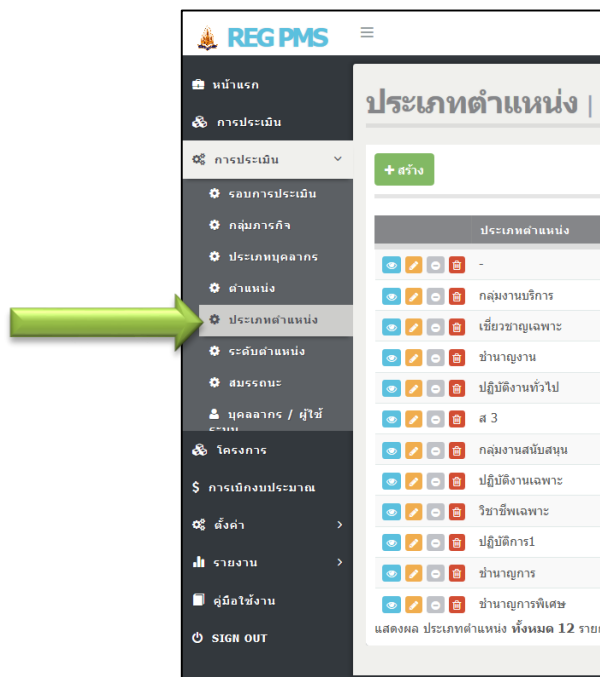 REG PMS
หน้าแรก
การประเมิน
การประเมิน
รอบการประเมิน
กลุ่มภารกิจ
ประเภทบุคลากร
ตำแหน่ง
ประเภทตำแหน่ง
ระดับตำแหน่ง
สมรรถนะ
บุคลลากร / ผู้ใช้
ระบบ
โครงการ
$ การเบิกงบประมาณ
ตั้งค่า
รายงาน
คู่มือใช้งาน
SIGN OUT
ประเภทตำแหน่ง |
+ สร้าง
ประเภทตำแหน่ง
-
กลุ่มงานบริการ
เชี่ยวชาญเฉพาะ
ชำนาญงาน
ปฏิบัติงานทั่วไป
ส 3
กลุ่มงานสนับสนุน
ปฏิบัติงานเฉพาะ
วิชาชีพเฉพาะ
ปฏิบัติการ1
ชำนาญการ
ชำนาญการพิเศษ
แสดงผล ประเภทตำแหน่ง ทั้งหมด 12